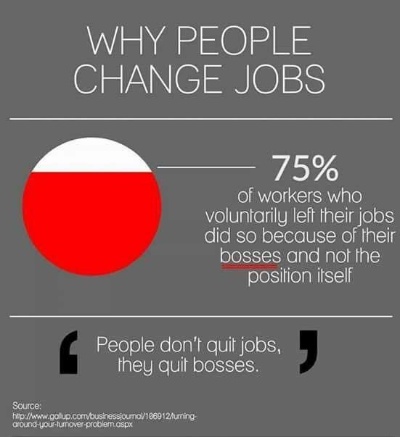 WHY PEOPLE
CHANGE JOBS
75%
of workers who
voluntarily left their jobs
did so because of their
bosses and not the
position itself
‘ People don't quit jobs, ’
they quit bosses.
Source:
http://www.gallup.com/businessjournal/106912/turning-
around-your-turnover-problem.aspx